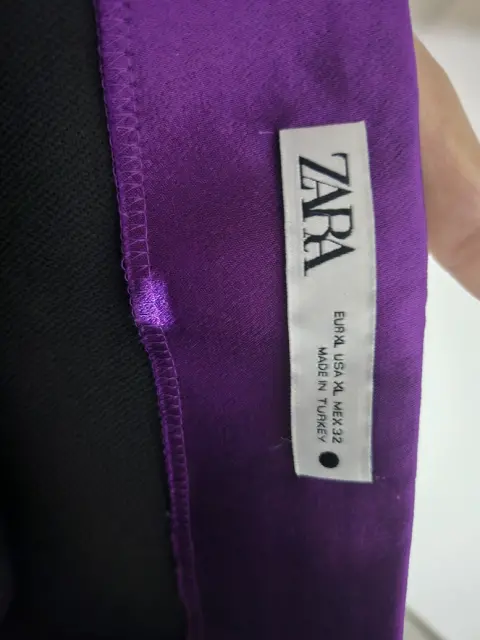 ZARA
EUR XL USA XL MEX 32
MADE IN TURKEY